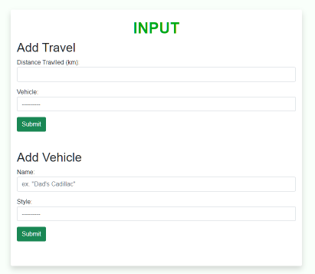 INPUT
Add Travel
Distance Travlled (km):
Vehicle:
---------
Submit
Add Vehicle
Name:
ex. "Dad's Cadillac"
Style:
---------
Submit